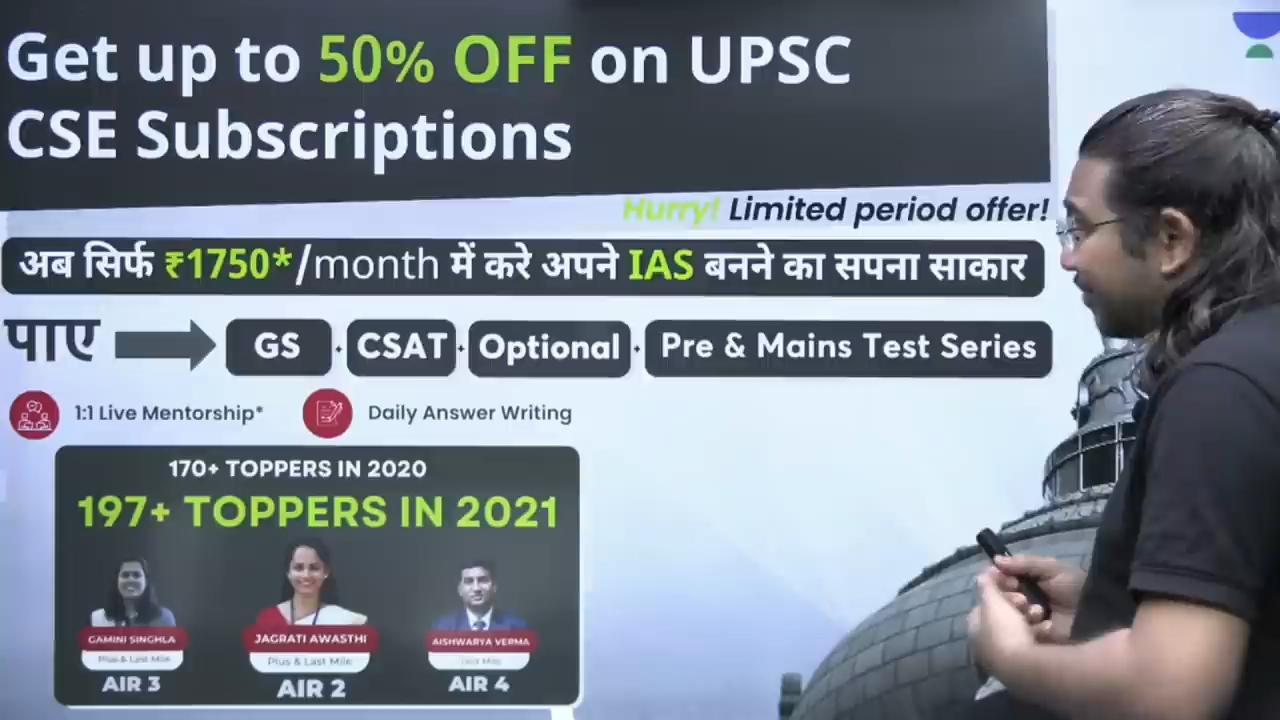 Get up to 50% OFF on UPSC
CSE Subscriptions
Hurry! Limited period offer!
अब सिर्फ ₹1750*/month में करे अपने IAS बनने का सपना साकार
पाए
GS · CSAT · Optional · Pre & Mains Test Series
1:1 Live Mentorship* Daily Answer Writing
170+ TOPPERS IN 2020
197+ TOPPERS IN 2021
GAMINI SINGHLA JAGRATI AWASTHI AISHWARYA VERMA
Plus & Last Mile Plus & Last Mile Last Mile
AIR 3 AIR 2 AIR 4